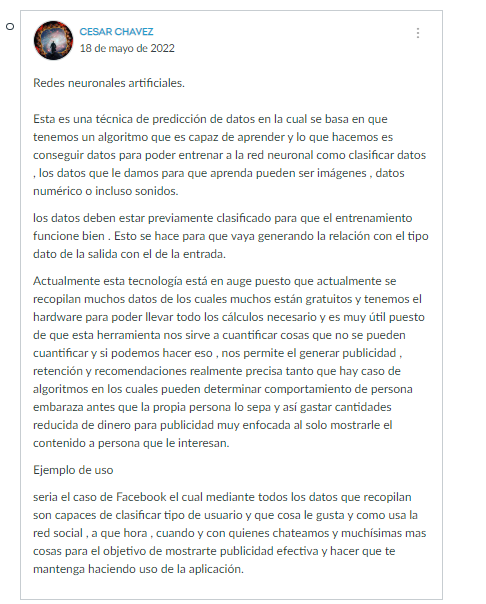 CESAR CHAVEZ
18 de mayo de 2022
Redes neuronales artificiales.
Esta es una técnica de predicción de datos en la cual se basa en que
tenemos un algoritmo que es capaz de aprender y lo que hacemos es
conseguir datos para poder entrenar a la red neuronal como clasificar datos
, los datos que le damos para que aprenda pueden ser imágenes , datos
numérico o incluso sonidos.
los datos deben estar previamente clasificado para que el entrenamiento
funcione bien . Esto se hace para que vaya generando la relación con el tipo
dato de la salida con el de la entrada.
Actualmente esta tecnología está en auge puesto que actualmente se
recopilan muchos datos de los cuales muchos están gratuitos y tenemos el
hardware para poder llevar todo los cálculos necesario y es muy útil puesto
de que esta herramienta nos sirve a cuantificar cosas que no se pueden
cuantificar y si podemos hacer eso , nos permite el generar publicidad ,
retención y recomendaciones realmente precisa tanto que hay caso de
algoritmos en los cuales pueden determinar comportamiento de persona
embaraza antes que la propia persona lo sepa y así gastar cantidades
reducida de dinero para publicidad muy enfocada al solo mostrarle el
contenido a persona que le interesan.
Ejemplo de uso
seria el caso de Facebook el cual mediante todos los datos que recopilan
son capaces de clasificar tipo de usuario y que cosa le gusta y como usa la
red social , a que hora , cuando y con quienes chateamos y muchísimas mas
cosas para el objetivo de mostrarte publicidad efectiva y hacer que te
mantenga haciendo uso de la aplicación.